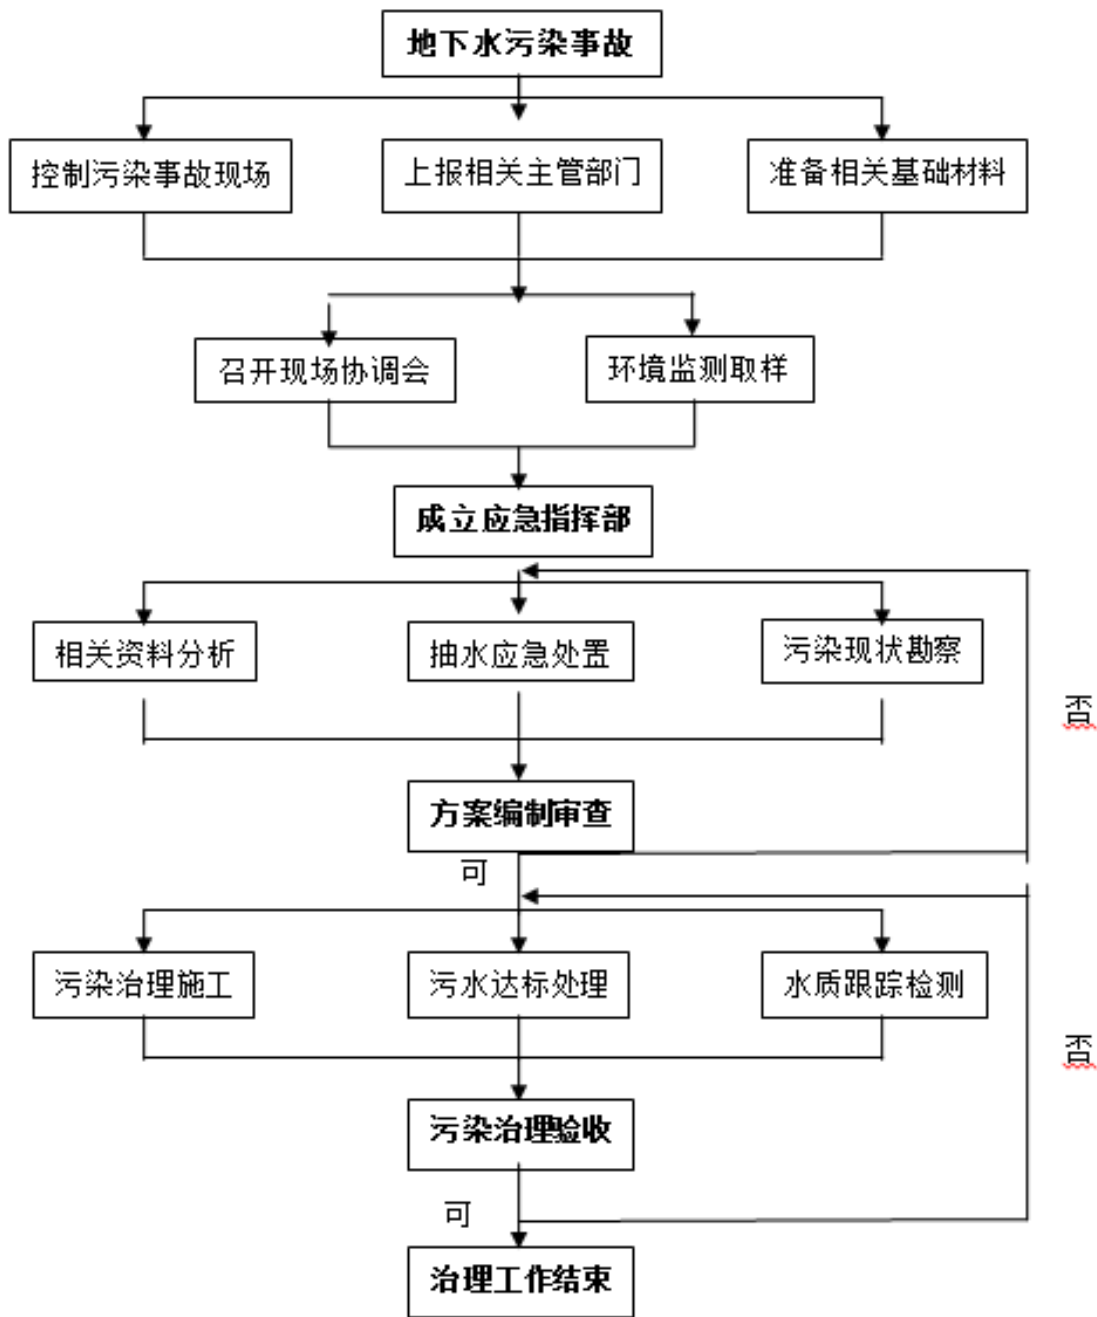 地下水污染事故
控制污染事故现场
上报相关主管部门
准备相关基础材料
召开现场协调会
环境监测取样
成立应急指挥部
相关资料分析
抽水应急处置
污染现状勘察
否
方案编制审查
可
污染治理施工
污水达标处理
水质跟踪检测
否
污染治理验收
可
治理工作结束